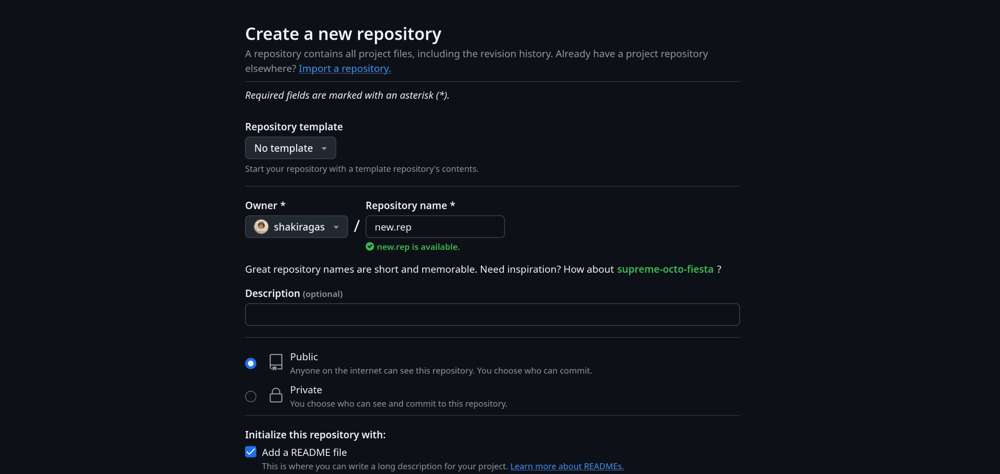 Create a new repository
A repository contains all project files, including the revision history. Already have a project repository
elsewhere? Import a repository.
Required fields are marked with an asterisk (*).
Repository template
No template
Start your repository with a template repository's contents.
Owner *
Repository name *
shakiragas
/
new.rep
new.rep is available.
Great repository names are short and memorable. Need inspiration? How about supreme-octo-fiesta ?
Description (optional)
Public
Anyone on the internet can see this repository. You choose who can commit.
Private
You choose who can see and commit to this repository.
Initialize this repository with:
Add a README file
This is where you can write a long description for your project. Learn more about READMEs.